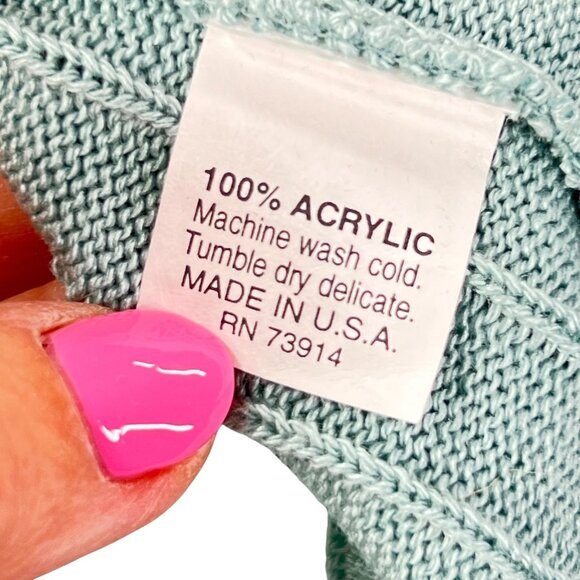 100% ACRYLIC
Machine wash cold.
Tumble dry delicate.
MADE IN U.S.A.
RN 73914